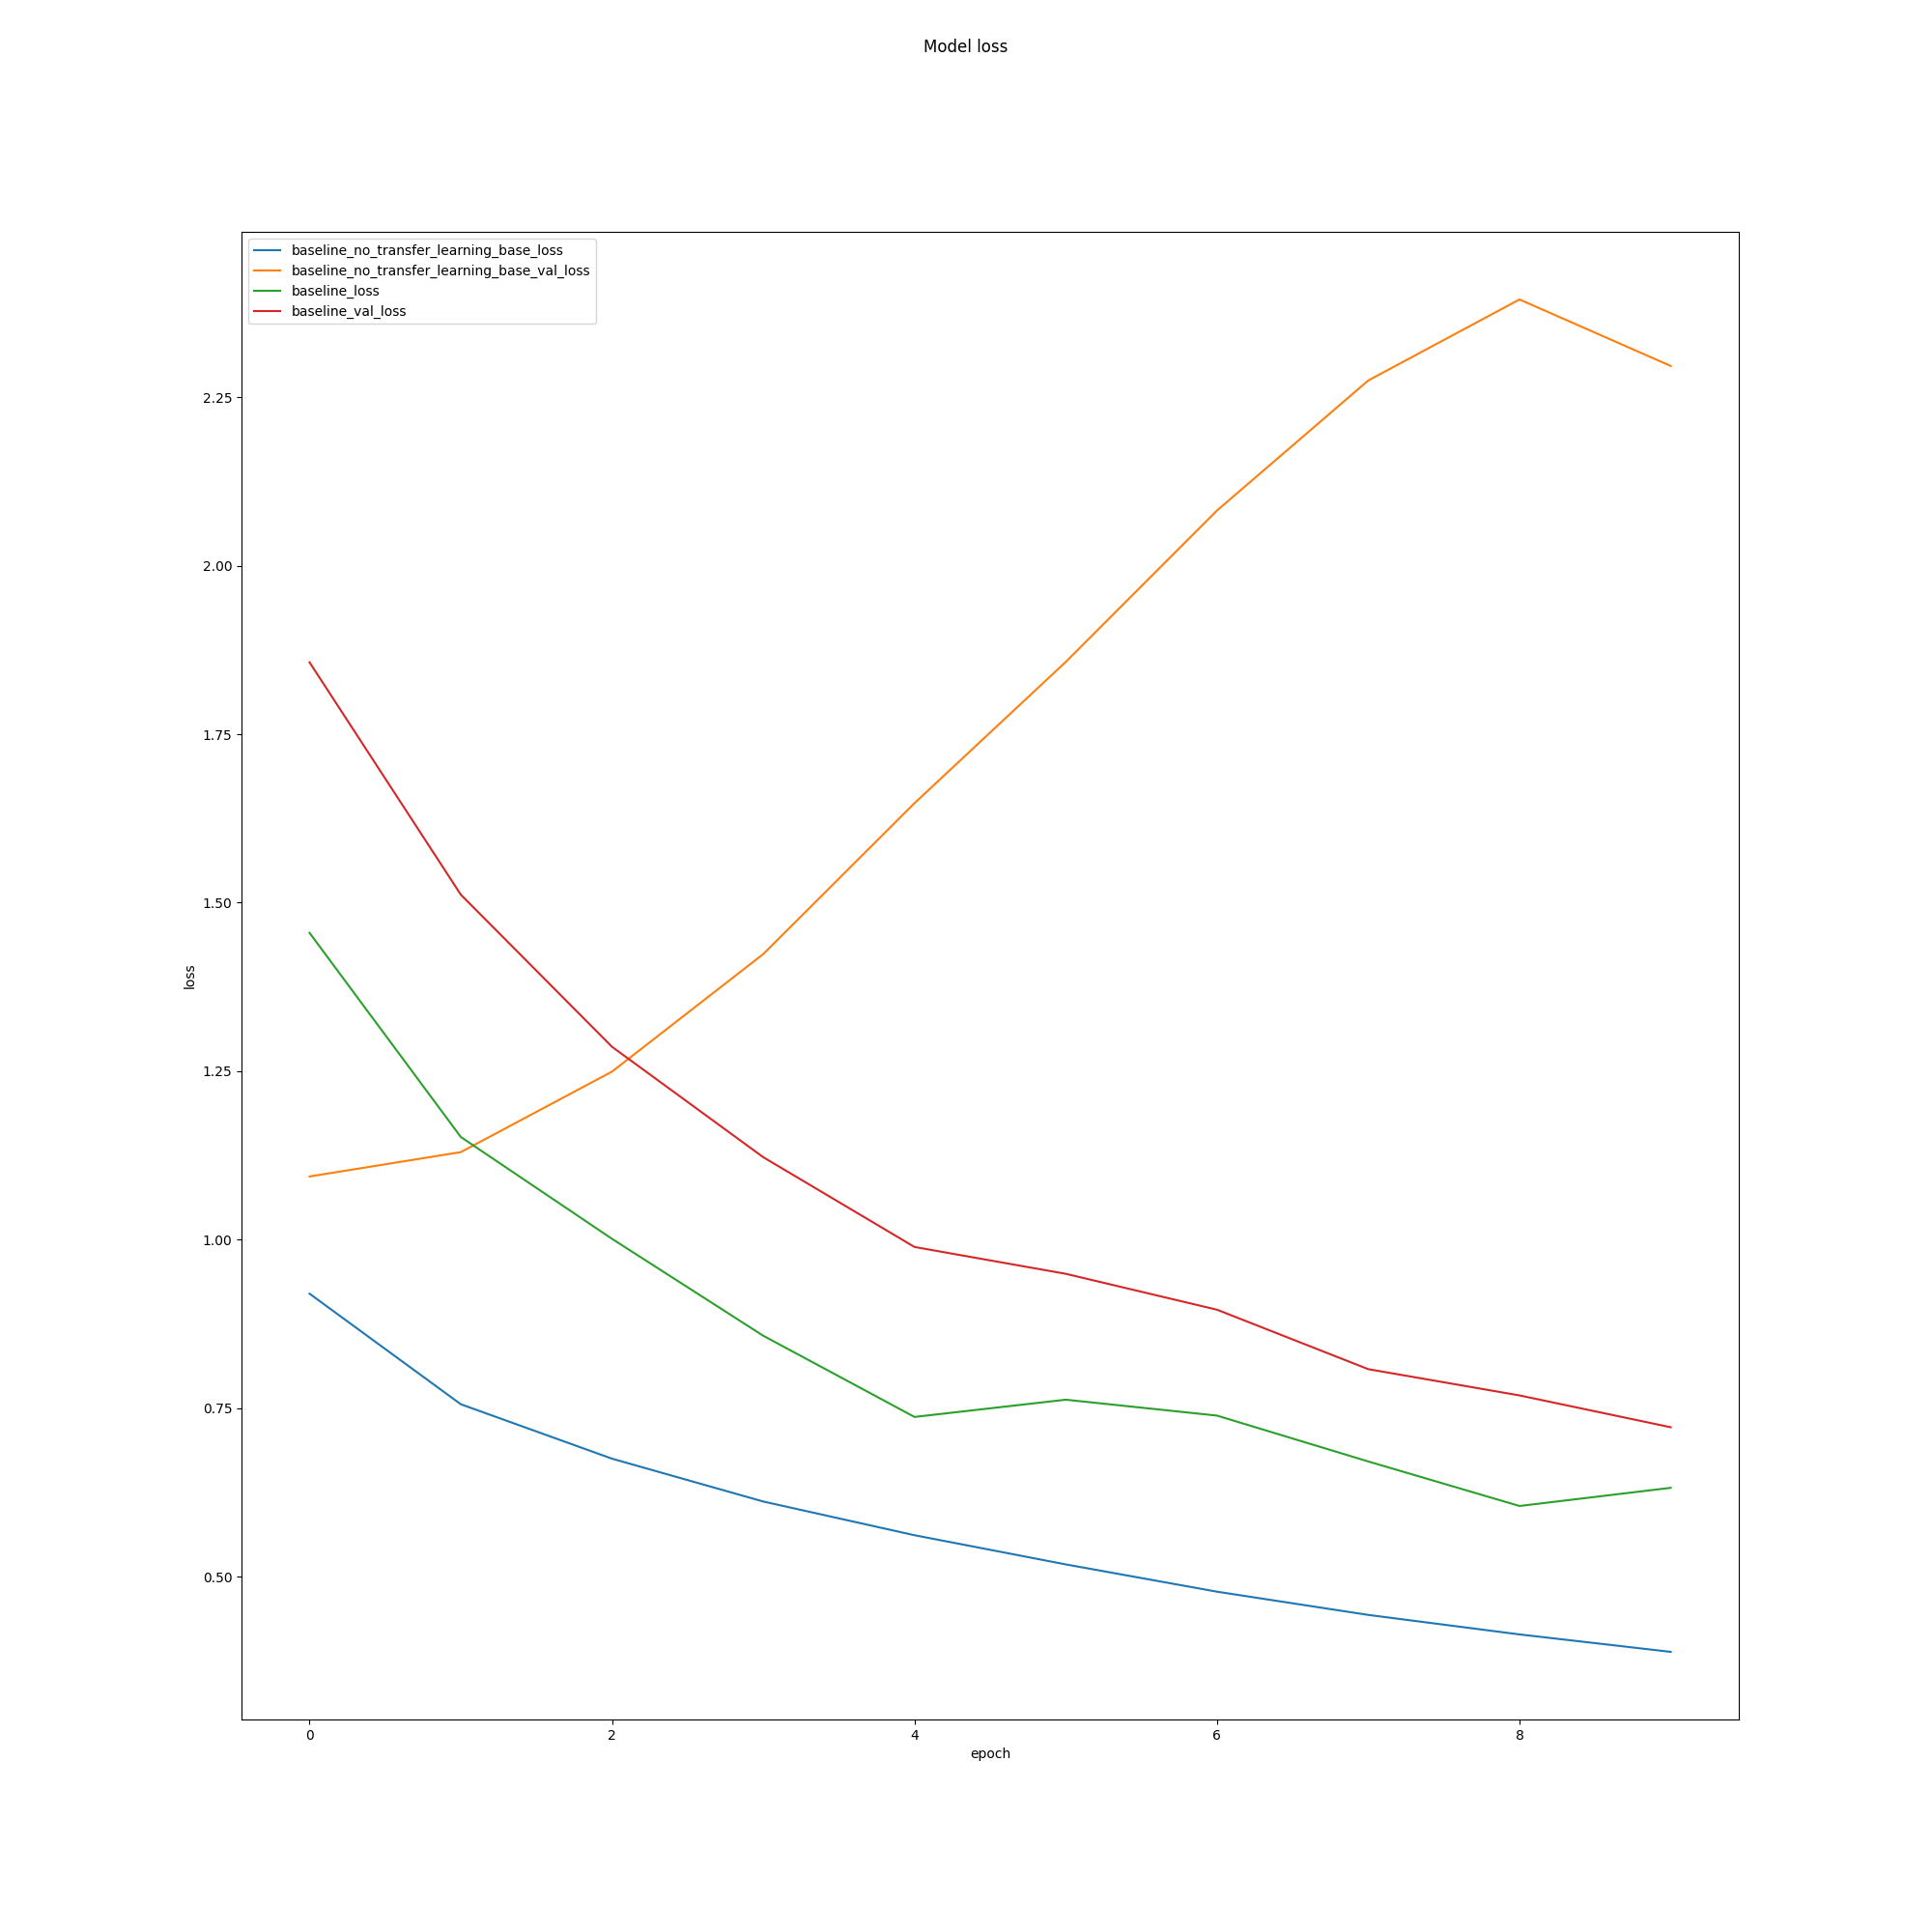 Model loss
baseline_no_transfer_learning_base_loss
baseline_no_transfer_learning_base_val_loss
baseline_loss
baseline_val_loss
2.25
2.00
1.75
1.50
1.25
1.00
0.75
0.50
loss
0 2 4 6 8
epoch